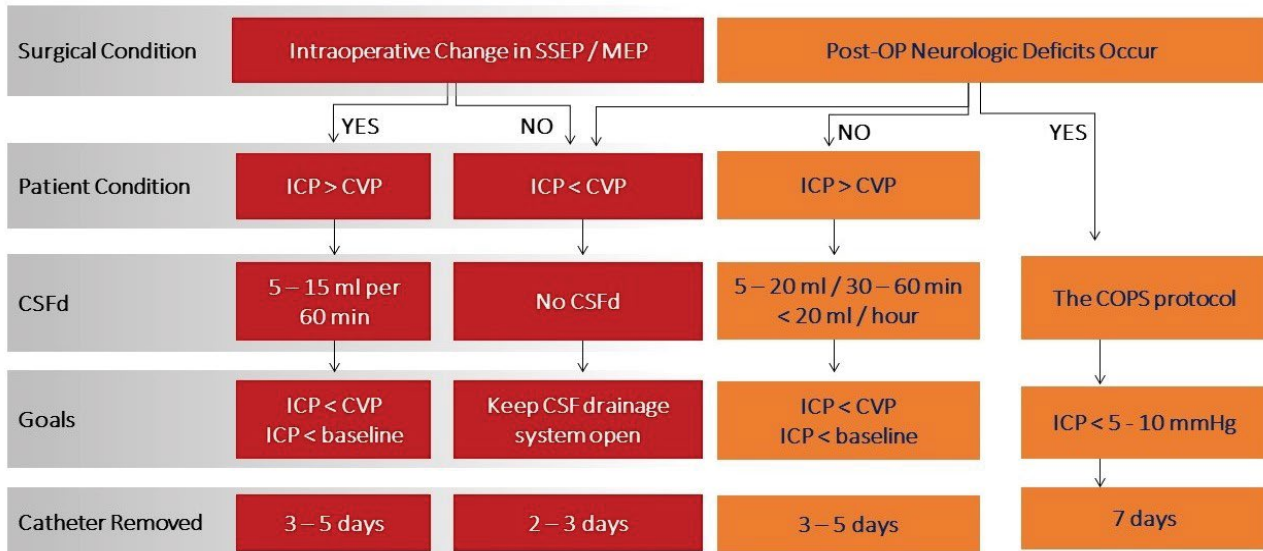 Surgical Condition
Intraoperative Change in SSEP / MEP
Post-OP Neurologic Deficits Occur
YES
NO
NO
YES
Patient Condition
ICP > CVP
ICP < CVP
ICP > CVP
CSFd
5 – 15 ml per
60 min
No CSFd
5 – 20 ml / 30 – 60 min
< 20 ml / hour
The COPS protocol
Goals
ICP < CVP
ICP < baseline
Keep CSF drainage
system open
ICP < CVP
ICP < baseline
ICP < 5 - 10 mmHg
Catheter Removed
3 – 5 days
2 – 3 days
3 – 5 days
7 days